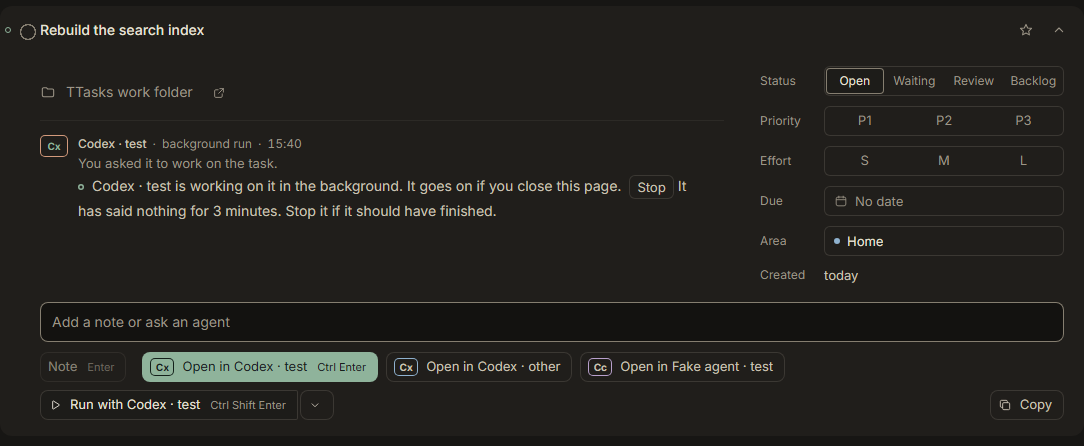 Rebuild the search index
TTasks work folder
Cx Codex · test · background run · 15:40
You asked it to work on the task.
Codex · test is working on it in the background. It goes on if you close this page. Stop It
has said nothing for 3 minutes. Stop it if it should have finished.
Status Open Waiting Review Backlog
Priority P1 P2 P3
Effort S M L
Due No date
Area Home
Created today
Add a note or ask an agent
Note Enter Cx Open in Codex · test Ctrl Enter Cx Open in Codex · other Cc Open in Fake agent · test
Run with Codex · test Ctrl Shift Enter Copy